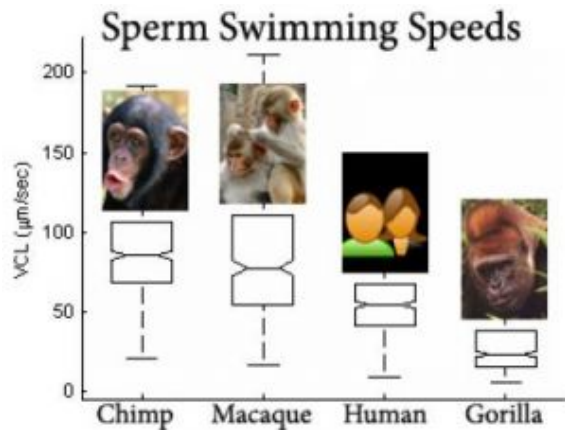 Sperm Swimming Speeds
200
150
100
50
0
VCL (μm/sec)
Chimp Macaque Human Gorilla